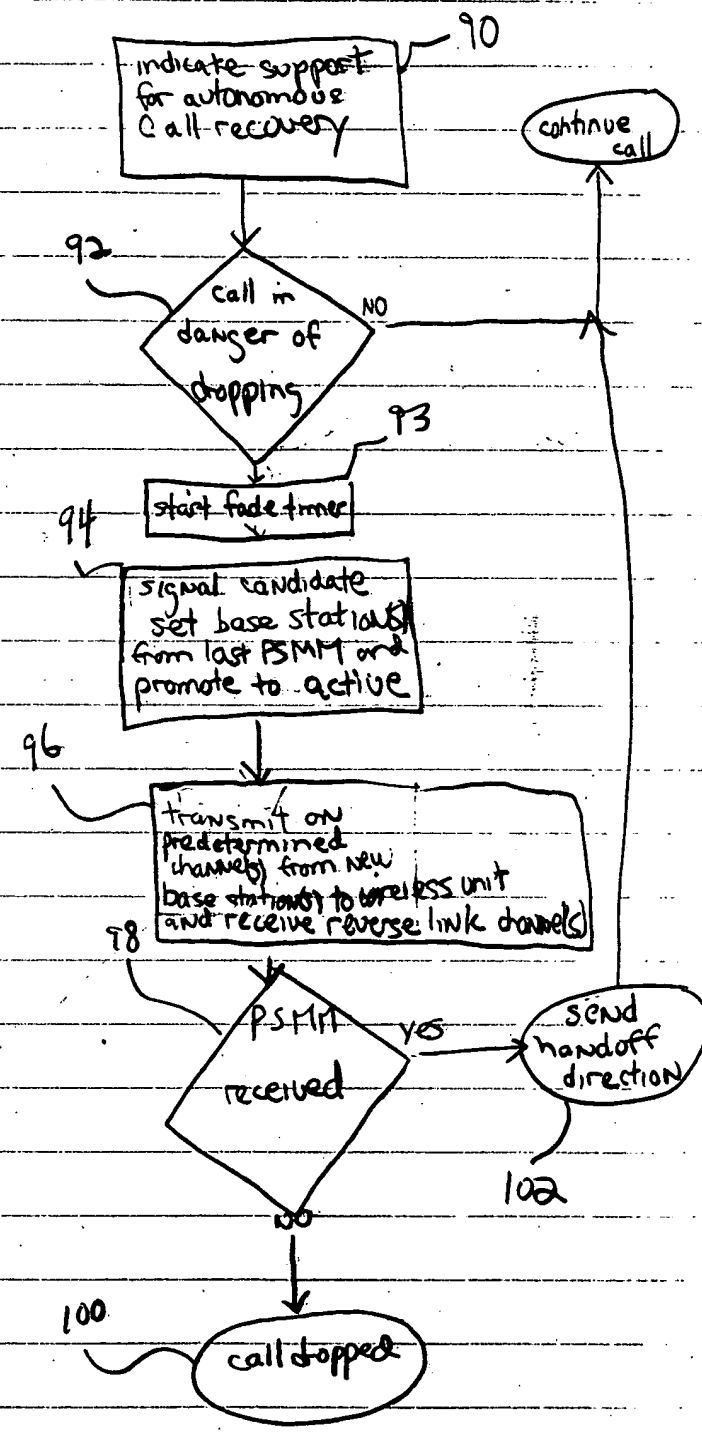 90
indicate support
for autonomous
Call recovery
continue
call
92
call in
danger of
dropping
NO
93
start fade timer
94
signal candidate
set base station(s)
from last PSMM and
promote to active
96
transmit on
predetermined
channel(s) from new
base station(s) to wireless unit
and receive reverse link channel(s)
98
PSMM
received
yes
send
handoff
direction
102
NO
100
call dropped